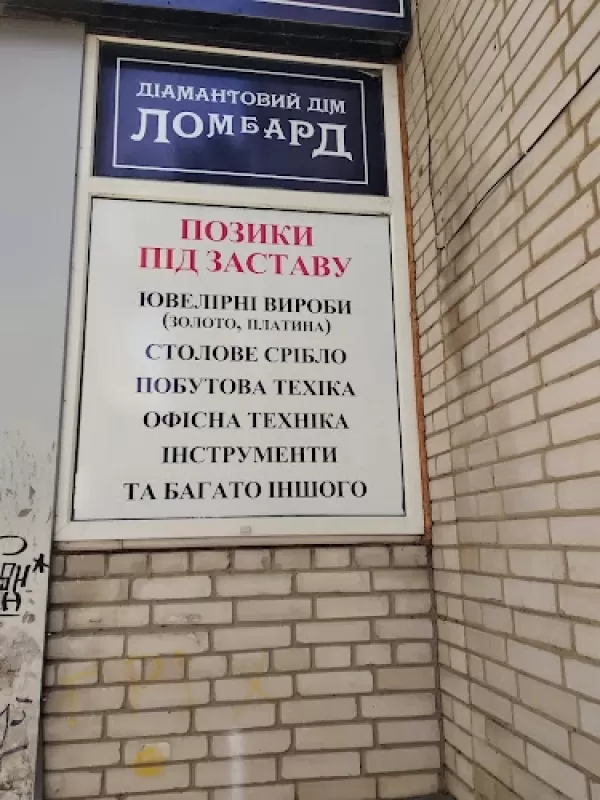 ДІАМАНТОВИЙ ДІМ
ЛОМБАРД
ПОЗИКИ
ПІД ЗАСТАВУ
ЮВЕЛІРНІ ВИРОБИ
(ЗОЛОТО, ПЛАТИНА)
СТОЛОВЕ СРІБЛО
ПОБУТОВА ТЕХІКА
ОФІСНА ТЕХНІКА
ІНСТРУМЕНТИ
ТА БАГАТО ІНШОГО